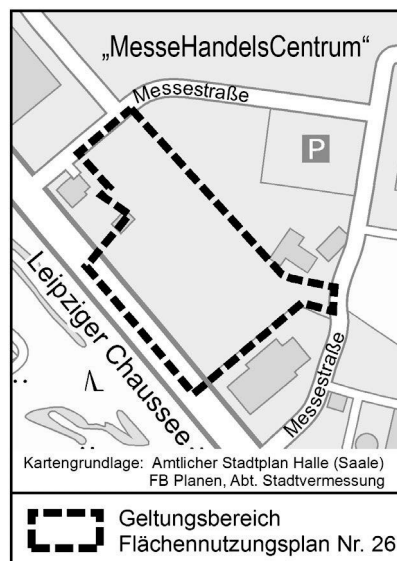 „MesseHandelsCentrum“
Messestraße
P
Leipziger Chaussee
Messestraße
Kartengrundlage: Amtlicher Stadtplan Halle (Saale)
FB Planen, Abt. Stadtvermessung
Geltungsbereich
Flächennutzungsplan Nr. 26